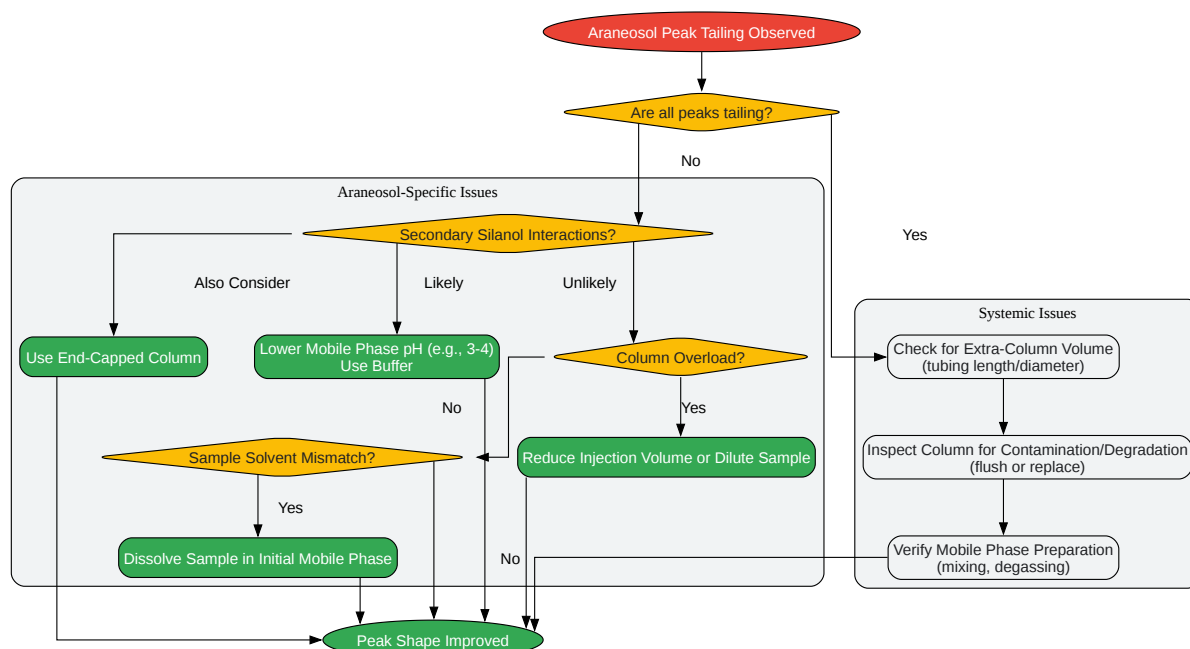 Araneosol Peak Tailing Observed
Are all peaks tailing?
No
Yes
Araneosol-Specific Issues
Secondary Silanol Interactions?
Also Consider
Likely
Unlikely
Use End-Capped Column
Lower Mobile Phase pH (e.g., 3-4)
Use Buffer
Column Overload?
No
Yes
Sample Solvent Mismatch?
Reduce Injection Volume or Dilute Sample
Yes
Dissolve Sample in Initial Mobile Phase
No
Systemic Issues
Check for Extra-Column Volume
(tubing length/diameter)
Inspect Column for Contamination/Degradation
(flush or replace)
Verify Mobile Phase Preparation
(mixing, degassing)
Peak Shape Improved